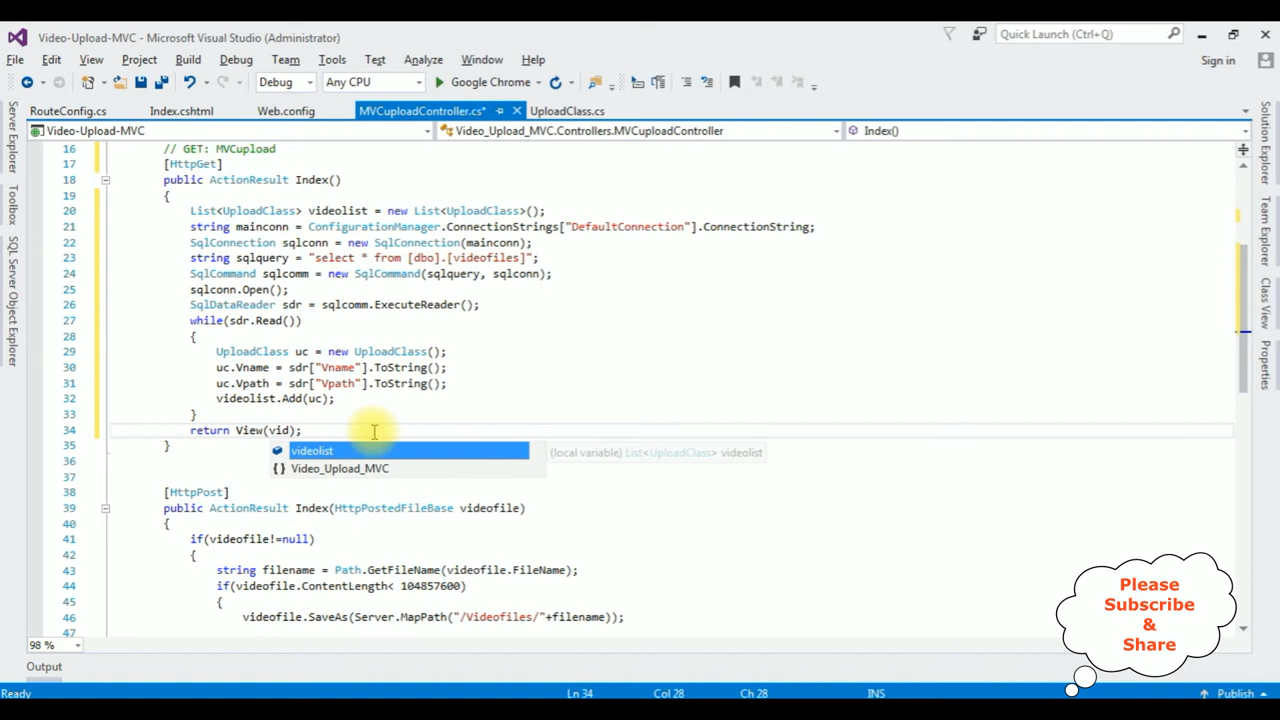 Video-Upload-MVC - Microsoft Visual Studio (Administrator)
Quick Launch (Ctrl+Q)
File Edit View Project Build Debug Team Tools Test Analyze Window Help
Sign in
Debug Any CPU Google Chrome
RouteConfig.cs Index.cshtml Web.config MVCuploadController.cs* UploadClass.cs
Video-Upload-MVC Video_Upload_MVC.Controllers.MVCuploadController Index()
Server Explorer
Toolbox
SQL Server Object Explorer
16 // GET: MVCupload
17 [HttpGet]
18 public ActionResult Index()
19 {
20 List<UploadClass> videolist = new List<UploadClass>();
21 string mainconn = ConfigurationManager.ConnectionStrings["DefaultConnection"].ConnectionString;
22 SqlConnection sqlconn = new SqlConnection(mainconn);
23 string sqlquery = "select * from [dbo].[videofiles]";
24 SqlCommand sqlcomm = new SqlCommand(sqlquery, sqlconn);
25 sqlconn.Open();
26 SqlDataReader sdr = sqlcomm.ExecuteReader();
27 while(sdr.Read())
28 {
29 UploadClass uc = new UploadClass();
30 uc.Vname = sdr["Vname"].ToString();
31 uc.Vpath = sdr["Vpath"].ToString();
32 videolist.Add(uc);
33 }
34 return View(vid);
35 }
videolist
(local variable) List<UploadClass> videolist
36
{} Video_Upload_MVC
37
38 [HttpPost]
39 public ActionResult Index(HttpPostedFileBase videofile)
40 {
41 if(videofile!=null)
42 {
43 string filename = Path.GetFileName(videofile.FileName);
44 if(videofile.ContentLength< 104857600)
45 {
46 videofile.SaveAs(Server.MapPath("/Videofiles/"+filename));
47
Solution Explorer
Team Explorer
Class View
Properties
Please
Subscribe
&
Share
98 %
Output
Ready Ln 34 Col 28 Ch 28 INS Publish